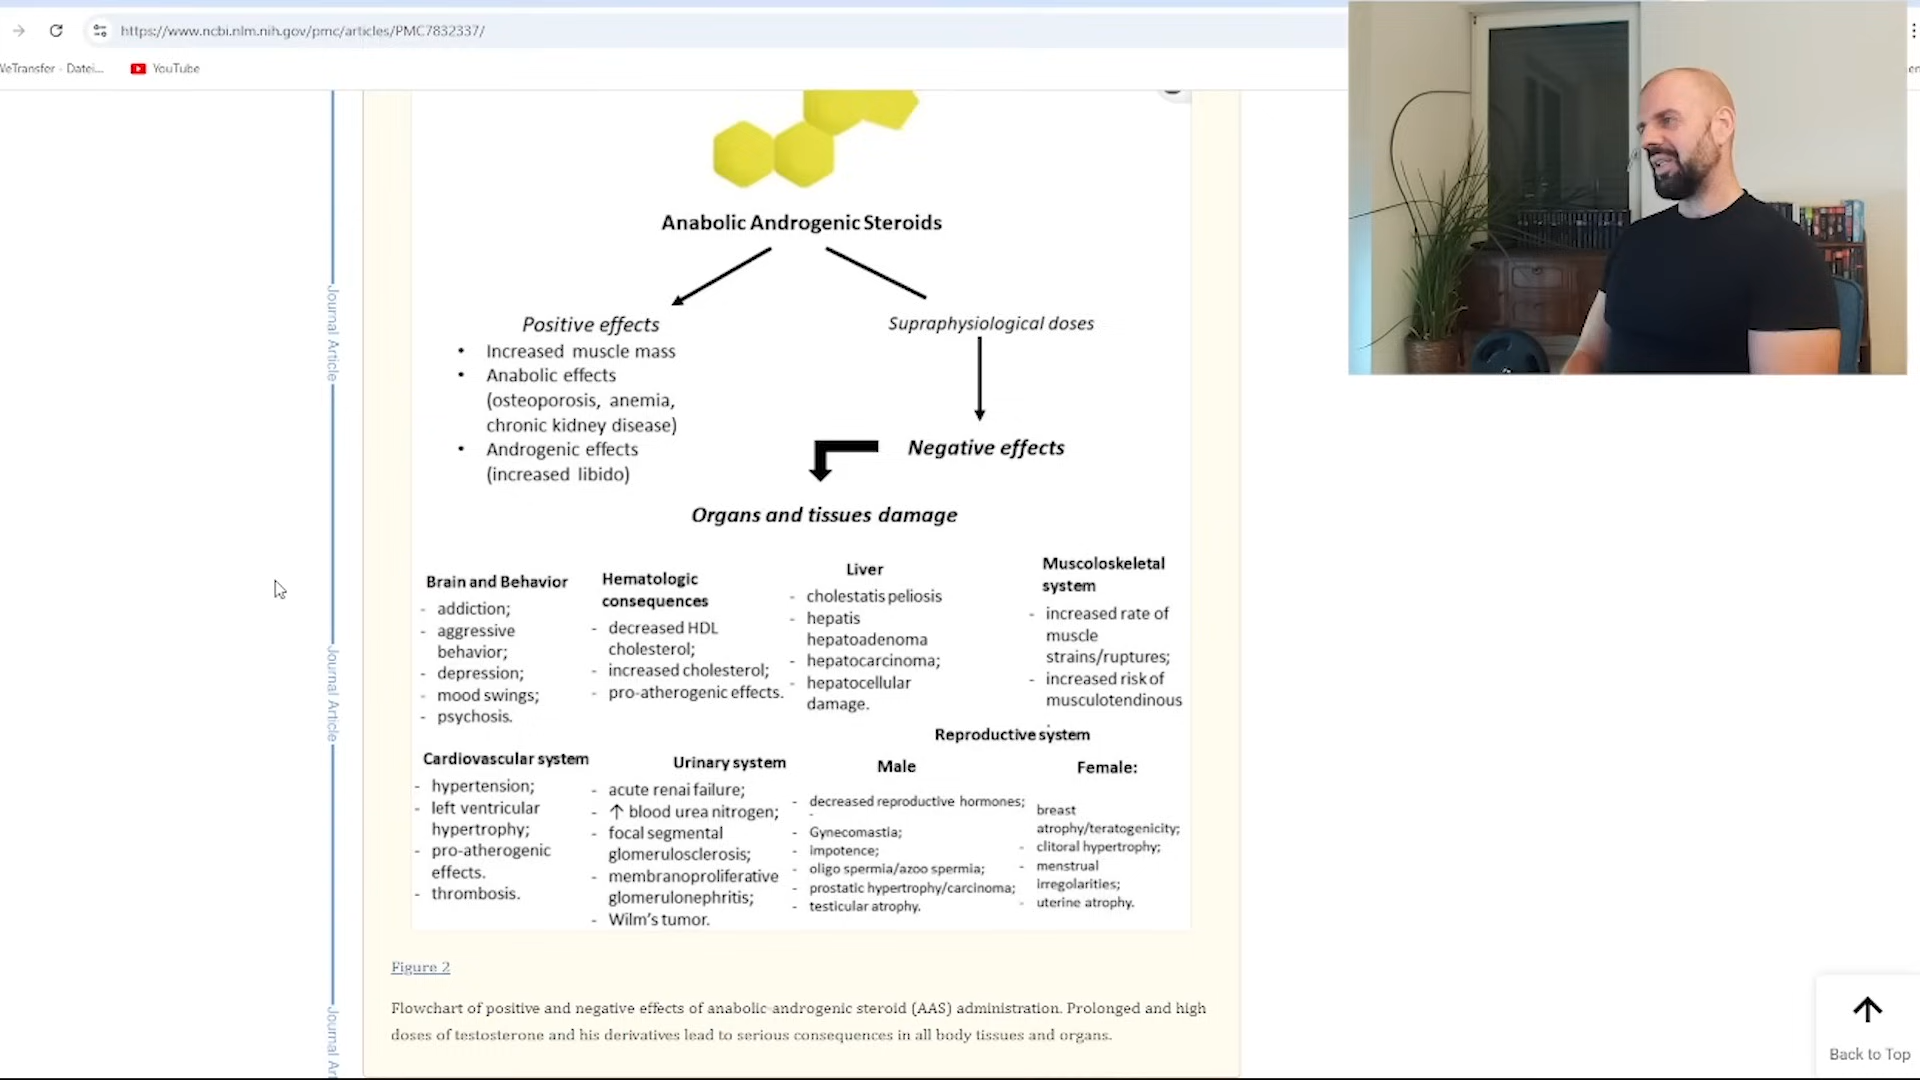 https://www.ncbi.nlm.nih.gov/pmc/articles/PMC7832337/
WeTransfer - Datei...
YouTube
Journal Article
Anabolic Androgenic Steroids
Positive effects
• Increased muscle mass
• Anabolic effects
(osteoporosis, anemia,
chronic kidney disease)
• Androgenic effects
(increased libido)
Supraphysiological doses
Negative effects
Organs and tissues damage
Brain and Behavior
- addiction;
- aggressive
behavior;
- depression;
- mood swings;
- psychosis.
Hematologic
consequences
- decreased HDL
cholesterol;
- increased cholesterol;
- pro-atherogenic effects.
Liver
- cholestatis peliosis
- hepatis
hepatoadenoma
- hepatocarcinoma;
- hepatocellular
damage.
Muscoloskeletal
system
- increased rate of
muscle
strains/ruptures;
- increased risk of
musculotendinous
Cardiovascular system
- hypertension;
- left ventricular
hypertrophy;
- pro-atherogenic
effects.
- thrombosis.
Urinary system
- acute renai failure;
- ↑ blood urea nitrogen;
- focal segmental
glomerulosclerosis;
- membranoproliferative
glomerulonephritis;
- Wilm's tumor.
Reproductive system
Male
- decreased reproductive hormones;
-
- Gynecomastia;
- impotence;
- oligo spermia/azoo spermia;
- prostatic hypertrophy/carcinoma;
- testicular atrophy.
Female:
breast
atrophy/teratogenicity;
- clitoral hypertrophy;
- menstrual
irregolarities;
- uterine atrophy.
Journal Article
Figure 2
Flowchart of positive and negative effects of anabolic-androgenic steroid (AAS) administration. Prolonged and high
doses of testosterone and his derivatives lead to serious consequences in all body tissues and organs.
Journal Ar
Back to Top